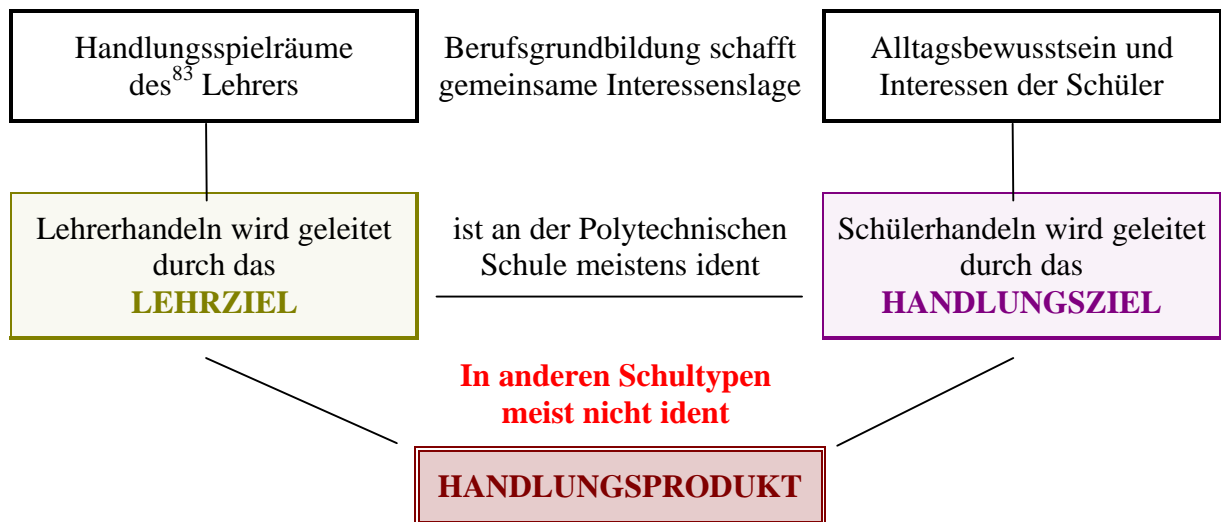 Handlungsspielräume
des⁸³ Lehrers
Berufsgrundbildung schafft
gemeinsame Interessenslage
Alltagsbewusstsein und
Interessen der Schüler
Lehrerhandeln wird geleitet
durch das
LEHRZIEL
ist an der Polytechnischen
Schule meistens ident
Schülerhandeln wird geleitet
durch das
HANDLUNGSZIEL
In anderen Schultypen
meist nicht ident
HANDLUNGSPRODUKT